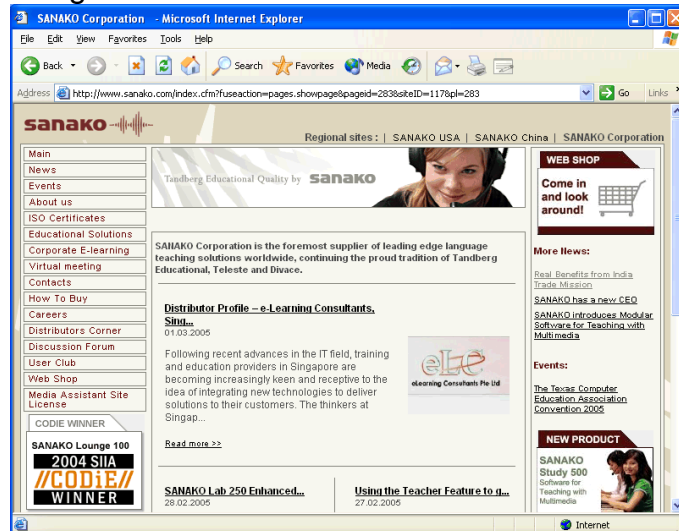 SANAKO Corporation - Microsoft Internet Explorer
File Edit View Favorites Tools Help
Back Search Favorites Media
Address http://www.sanako.com/index.cfm?fuseaction=pages.showpage&pageid=283&siteID=117&pl=283 Go Links
sanako
Regional sites : | SANAKO USA | SANAKO China | SANAKO Corporation
Main
News
Events
About us
ISO Certificates
Educational Solutions
Corporate E-learning
Virtual meeting
Contacts
How To Buy
Careers
Distributors Corner
Discussion Forum
User Club
Web Shop
Media Assistant Site
License
CODIE WINNER
SANAKO Lounge 100
2004 SIIA
//CODiE//
WINNER
Tandberg Educational Quality by sanako
SANAKO Corporation is the foremost supplier of leading edge language
teaching solutions worldwide, continuing the proud tradition of Tandberg
Educational, Teleste and Divace.
Distributor Profile – e-Learning Consultants,
Sing...
01.03.2005
Following recent advances in the IT field, training
and education providers in Singapore are
becoming increasingly keen and receptive to the
idea of integrating new technologies to deliver
solutions to their customers. The thinkers at
Singap...
Read more >>
eLC
eLearning Consultants Pte Ltd
SANAKO Lab 250 Enhanced...
28.02.2005
Using the Teacher Feature to g...
27.02.2005
WEB SHOP
Come in
and look
around!
More News:
Real Benefits from India
Trade Mission
SANAKO has a new CEO
SANAKO introduces Modular
Software for Teaching with
Multimedia
Events:
The Texas Computer
Education Association
Convention 2005
NEW PRODUCT
SANAKO
Study 500
Software for
Teaching with
Multimedia
Internet